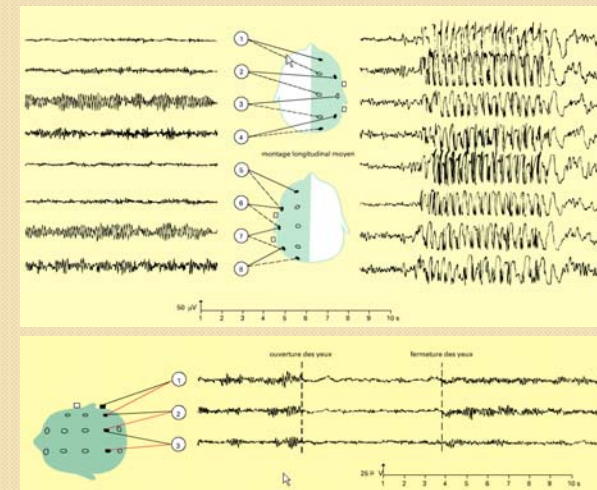 1
2
3
4
montage longitudinal moyen
5
6
7
8
50 µV
1 2 3 4 5 6 7 8 9 10 s
ouverture des yeux
fermeture des yeux
1
2
3
25 µ V
1 2 3 4 5 6 7 8 9 10 s